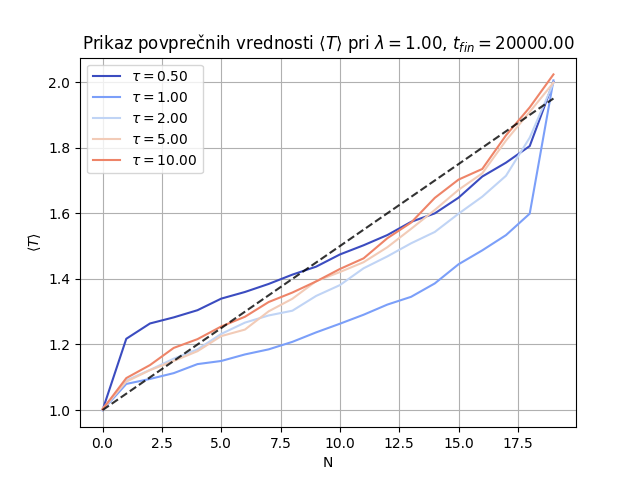 Prikaz povprečnih vrednosti ⟨T⟩ pri λ = 1.00, t_fin = 20000.00
τ = 0.50
τ = 1.00
τ = 2.00
τ = 5.00
τ = 10.00
⟨T⟩
2.0
1.8
1.6
1.4
1.2
1.0
0.0 2.5 5.0 7.5 10.0 12.5 15.0 17.5
N